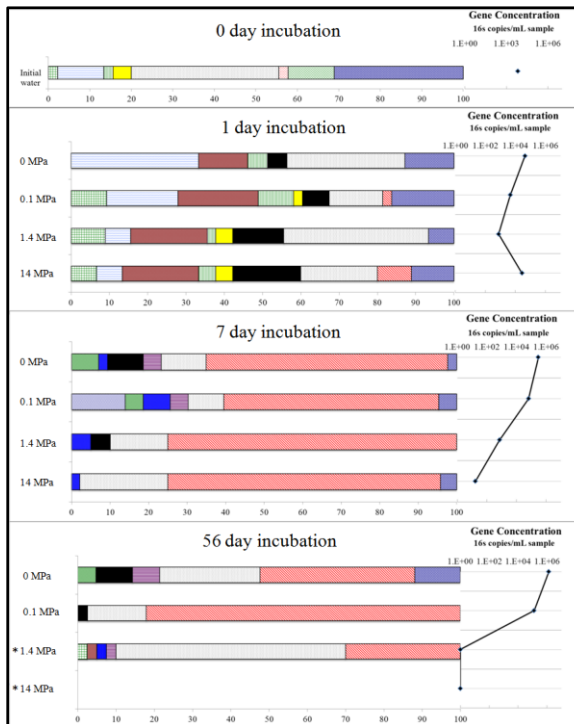 0 day incubation
Gene Concentration
16s copies/mL sample
1.E+00 1.E+03 1.E+06
Initial water
0 10 20 30 40 50 60 70 80 90 100
1 day incubation
Gene Concentration
16s copies/mL sample
1.E+00 1.E+02 1.E+04 1.E+06
0 MPa
0.1 MPa
1.4 MPa
14 MPa
0 10 20 30 40 50 60 70 80 90 100
7 day incubation
Gene Concentration
16s copies/mL sample
1.E+00 1.E+02 1.E+04 1.E+06
0 MPa
0.1 MPa
1.4 MPa
14 MPa
0 10 20 30 40 50 60 70 80 90 100
56 day incubation
Gene Concentration
16s copies/mL sample
1.E+00 1.E+02 1.E+04 1.E+06
0 MPa
0.1 MPa
* 1.4 MPa
* 14 MPa
0 10 20 30 40 50 60 70 80 90 100